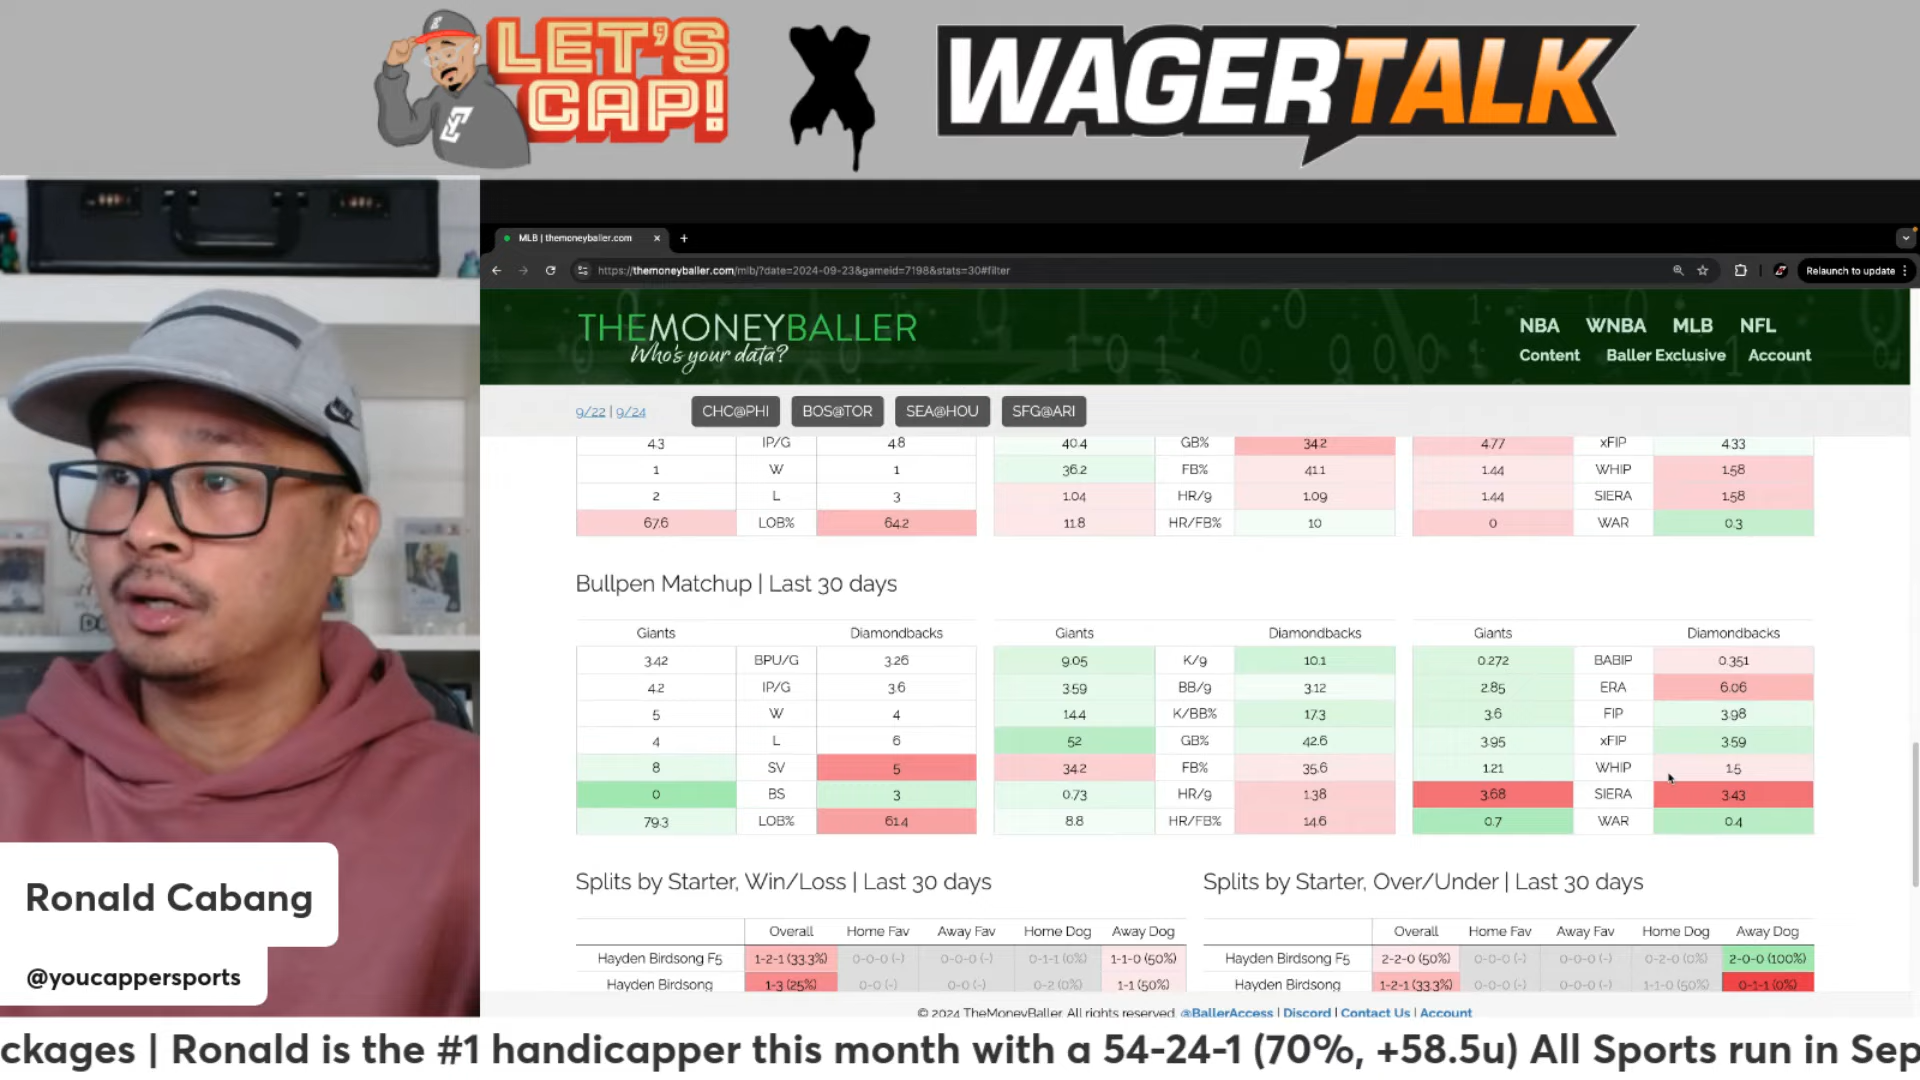 LET'S
CAP!
X
WAGERTALK
MLB | themoneyballer.com
https://themoneyballer.com/mlb/?date=2024-09-23&gameid=7198&stats=30#filter
Relaunch to update
THEMONEYBALLER
Who's your data?
NBA WNBA MLB NFL
Content Baller Exclusive Account
9/22 | 9/24 CHC@PHI BOS@TOR SEA@HOU SFG@ARI
4.3 IP/G 4.8 40.4 GB% 34.2 4.77 xFIP 4.33
1 W 1 36.2 FB% 41.1 1.44 WHIP 1.58
2 L 3 1.04 HR/9 1.09 1.44 SIERA 1.58
67.6 LOB% 64.2 11.8 HR/FB% 10 0 WAR 0.3
Bullpen Matchup | Last 30 days
Giants Diamondbacks Giants Diamondbacks Giants Diamondbacks
3.42 BPU/G 3.26 9.05 K/9 10.1 0.272 BABIP 0.351
4.2 IP/G 3.6 3.59 BB/9 3.12 2.85 ERA 6.06
5 W 4 14.4 K/BB% 17.3 3.6 FIP 3.98
4 L 6 52 GB% 42.6 3.95 xFIP 3.59
8 SV 5 34.2 FB% 35.6 1.21 WHIP 1.5
0 BS 3 0.73 HR/9 1.38 3.68 SIERA 3.43
79.3 LOB% 61.4 8.8 HR/FB% 14.6 0.7 WAR 0.4
Splits by Starter, Win/Loss | Last 30 days Splits by Starter, Over/Under | Last 30 days
Overall Home Fav Away Fav Home Dog Away Dog Overall Home Fav Away Fav Home Dog Away Dog
Hayden Birdsong F5 1-2-1 (33.3%) 0-0-0 (-) 0-0-0 (-) 0-1-1 (0%) 1-1-0 (50%) Hayden Birdsong F5 2-2-0 (50%) 0-0-0 (-) 0-0-0 (-) 0-2-0 (0%) 2-0-0 (100%)
Hayden Birdsong 1-3 (25%) 0-0 (-) 0-0 (-) 0-2 (0%) 1-1 (50%) Hayden Birdsong 1-2-1 (33.3%) 0-0-0 (-) 0-0-0 (-) 1-1-0 (50%) 0-1-1 (0%)
© 2024 TheMoneyBaller. All rights reserved. @BallerAccess | Discord | Contact Us | Account
Ronald Cabang
@youcappersports
ckages | Ronald is the #1 handicapper this month with a 54-24-1 (70%, +58.5u) All Sports run in Sep